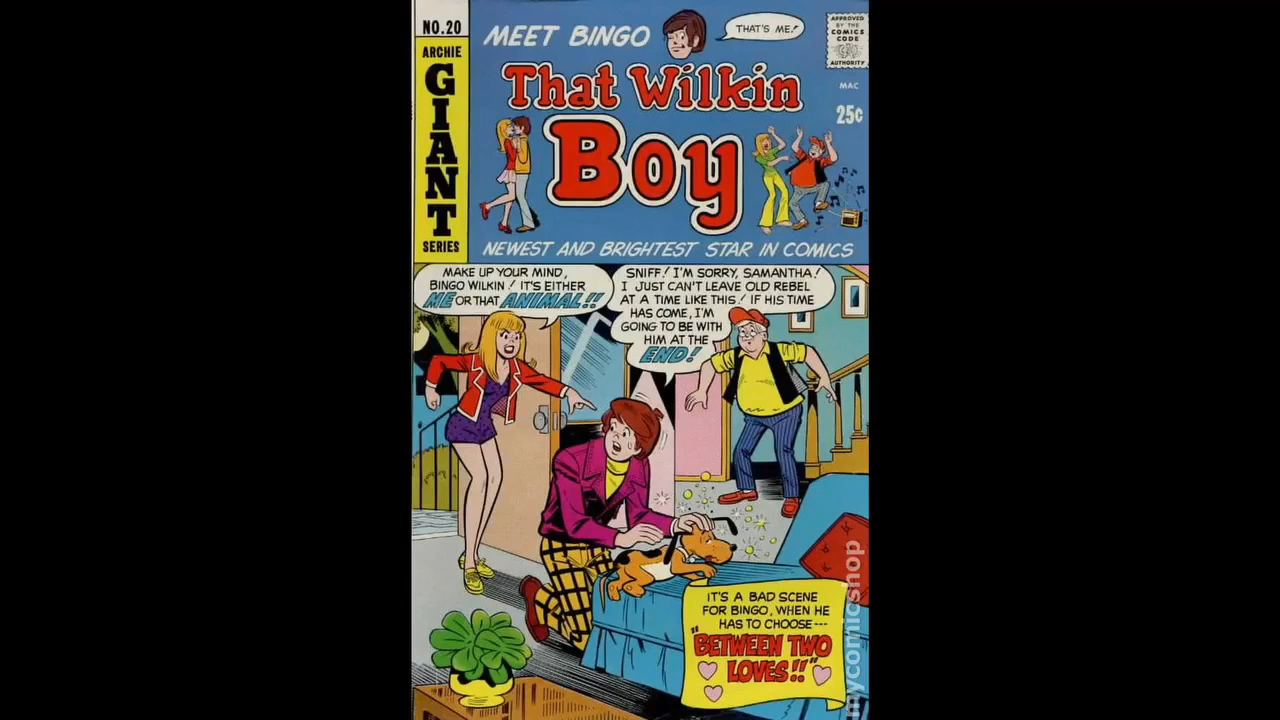 NO.20
ARCHIE
GIANT
SERIES
MEET BINGO
THAT'S ME!
APPROVED
BY THE
COMICS
CODE
CA
AUTHORITY
MAC
25¢
That Wilkin
Boy
NEWEST AND BRIGHTEST STAR IN COMICS
MAKE UP YOUR MIND,
BINGO WILKIN! IT'S EITHER
ME OR THAT ANIMAL!!
SNIFF! I'M SORRY, SAMANTHA!
I JUST CAN'T LEAVE OLD REBEL
AT A TIME LIKE THIS! IF HIS TIME
HAS COME, I'M
GOING TO BE WITH
HIM AT THE
END!
IT'S A BAD SCENE
FOR BINGO, WHEN HE
HAS TO CHOOSE---
"BETWEEN TWO
LOVES!!"
mycomicshop